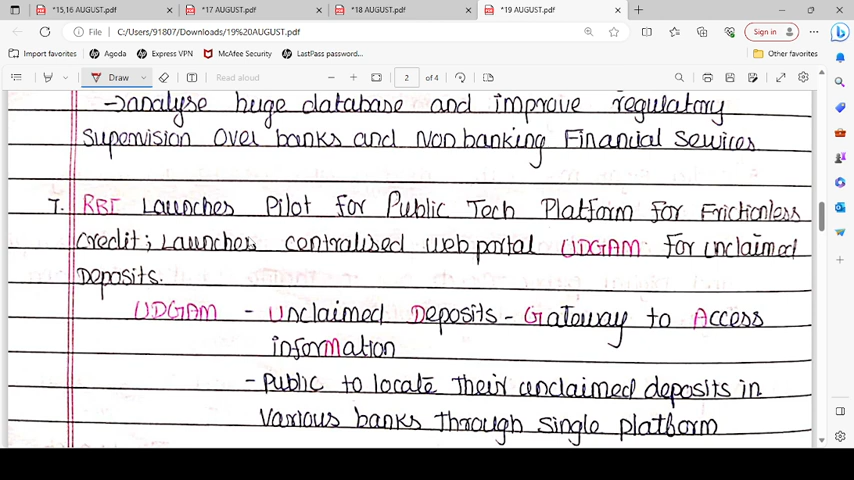 *15,16 AUGUST.pdf
*17 AUGUST.pdf
*18 AUGUST.pdf
*19 AUGUST.pdf
File C:/Users/91807/Downloads/19%20AUGUST.pdf
Sign in
Import favorites Agoda Express VPN McAfee Security LastPass password... Other favorites
Draw Read aloud 2 of 4
→analyse huge database and improve regulatory
Supervision over banks and Non banking Financial Services
7. RBI Launches Pilot for Public Tech Platform for Frictionless
Credit; Launches centralised web portal UDGAM for unclaimed
Deposits.
UDGAM - Unclaimed Deposits - Gateway to Access
inforMation
- Public to locate their unclaimed deposits in
Various banks through single platform